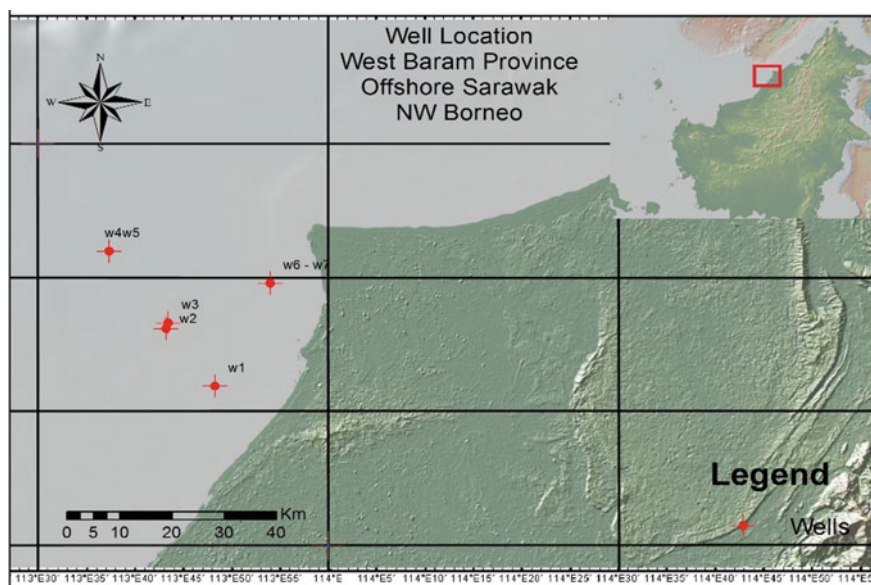 Well Location
West Baram Province
Offshore Sarawak
NW Borneo
N
W
E
S
w4w5
w6 - w7
w3
w2
w1
Legend
Wells
Km
0 5 10 20 30 40
113°E30 113°E35 113°E40 113°E45 113°E50 113°E55 114°E 114°E5 114°E10 114°E15 114°E20 114°E25 114°E30 114°E35 114°E40 114°E45 114°E50 114°E55